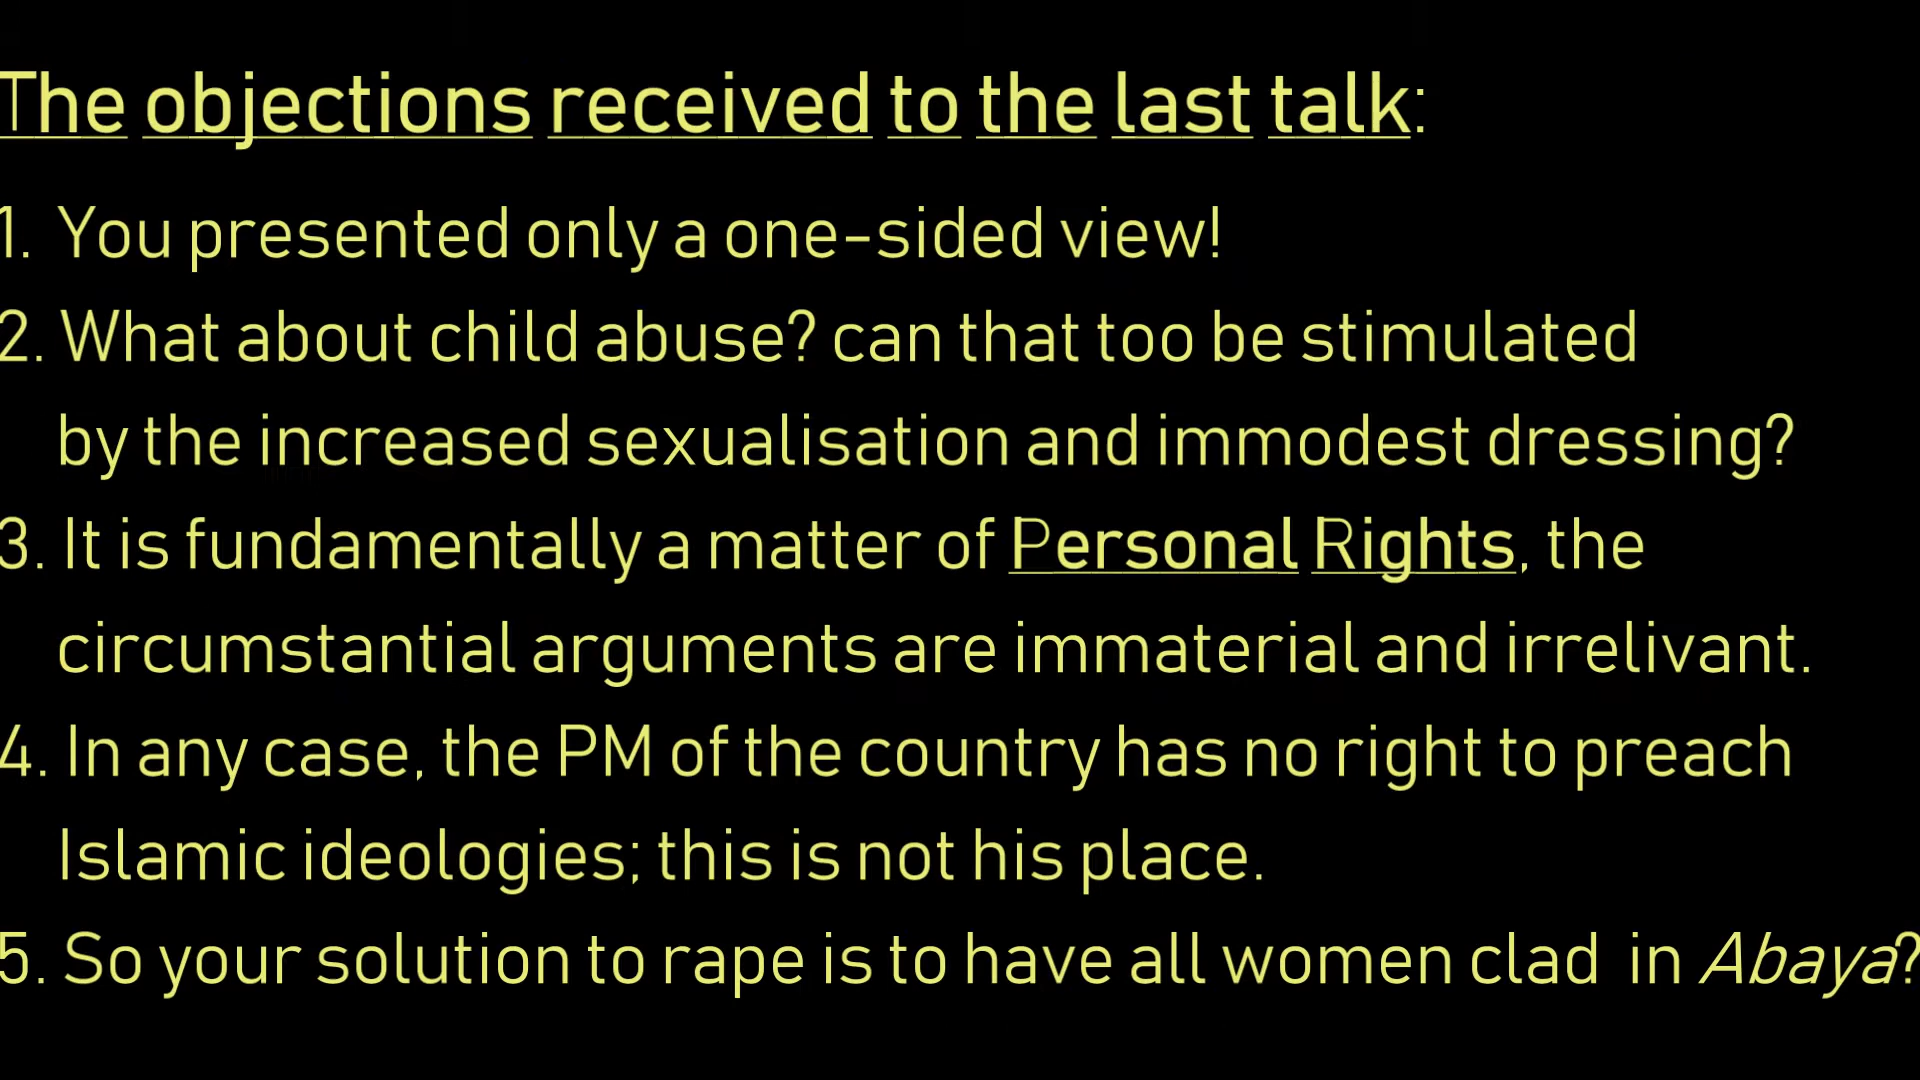 The objections received to the last talk:
1. You presented only a one-sided view!
2. What about child abuse? can that too be stimulated
by the increased sexualisation and immodest dressing?
3. It is fundamentally a matter of Personal Rights, the
circumstantial arguments are immaterial and irrelivant.
4. In any case, the PM of the country has no right to preach
Islamic ideologies; this is not his place.
5. So your solution to rape is to have all women clad in Abaya?